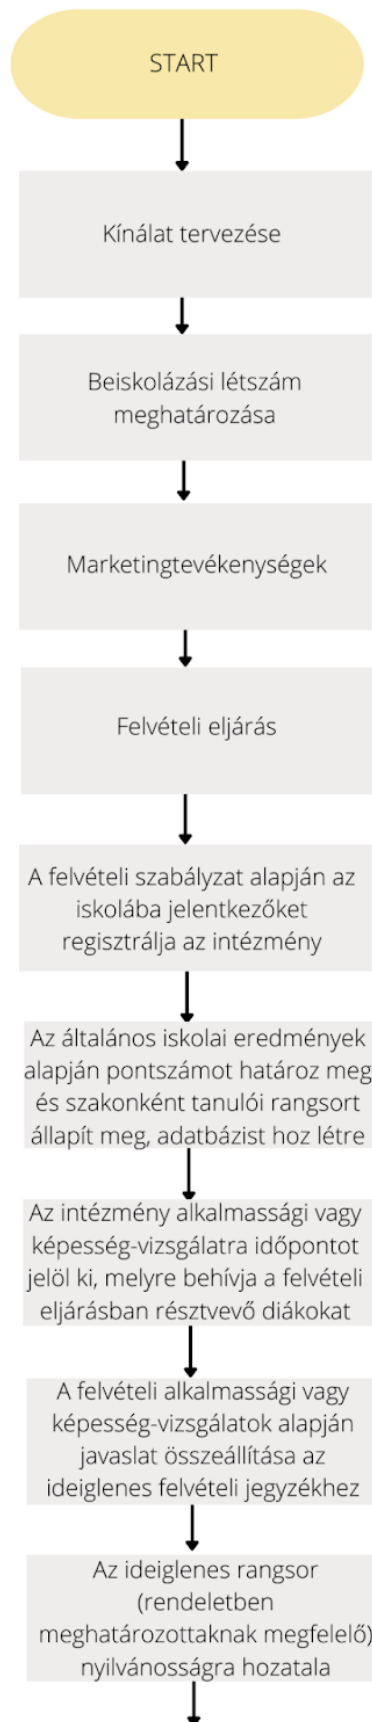 START
Kínálat tervezése
Beiskolázási létszám
meghatározása
Marketingtevékenységek
Felvételi eljárás
A felvételi szabályzat alapján az
iskolába jelentkezőket
regisztrálja az intézmény
Az általános iskolai eredmények
alapján pontszámot határoz meg
és szakonként tanulói rangsort
állapít meg, adatbázist hoz létre
Az intézmény alkalmassági vagy
képesség-vizsgálatra időpontot
jelöl ki, melyre behívja a felvételi
eljárásban résztvevő diákokat
A felvételi alkalmassági vagy
képesség-vizsgálatok alapján
javaslat összeállítása az
ideiglenes felvételi jegyzékhez
Az ideiglenes rangsor
(rendeletben
meghatározottaknak megfelelő)
nyilvánosságra hozatala